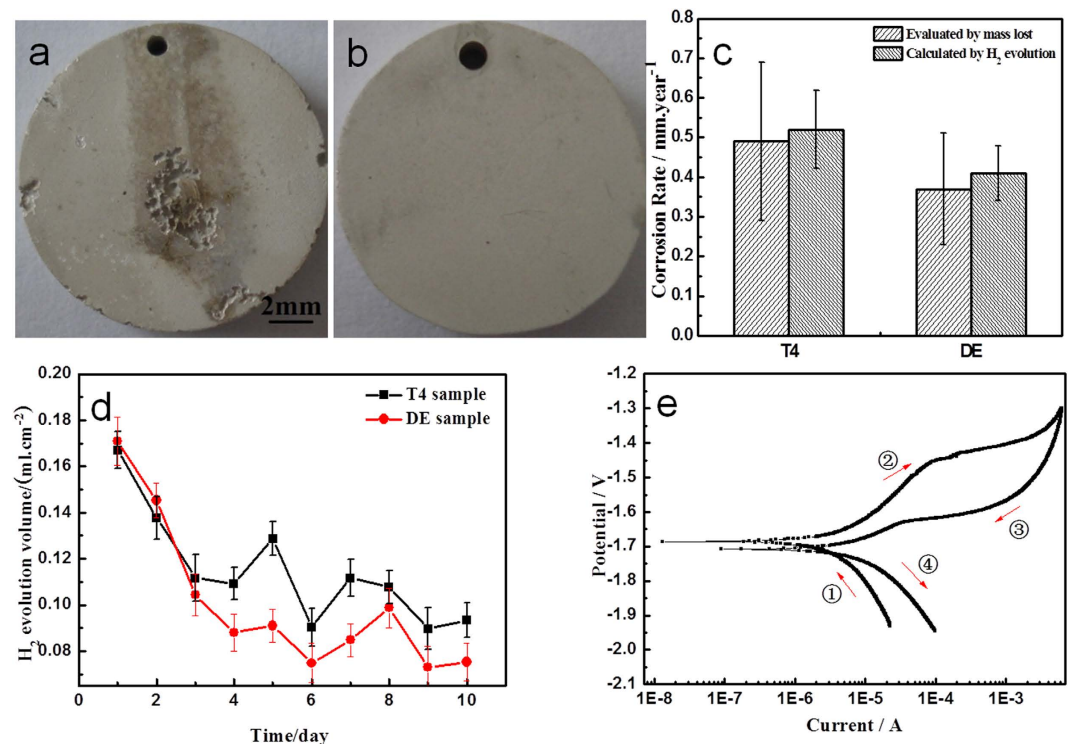 a
2mm
b
c
Evaluated by mass lost
Calculated by H₂ evolution
Corrosion Rate / mm.year⁻¹
0.8
0.7
0.6
0.5
0.4
0.3
0.2
0.1
0.0
T4
DE
d
T4 sample
DE sample
H₂ evolution volume/(ml.cm⁻²)
0.20
0.18
0.16
0.14
0.12
0.10
0.08
0
2
4
6
8
10
12
Time/day
e
Potential / V
-1.2
-1.3
-1.4
-1.5
-1.6
-1.7
-1.8
-1.9
-2.0
-2.1
②
③
④
①
1E-8
1E-7
1E-6
1E-5
1E-4
1E-3
Current / A